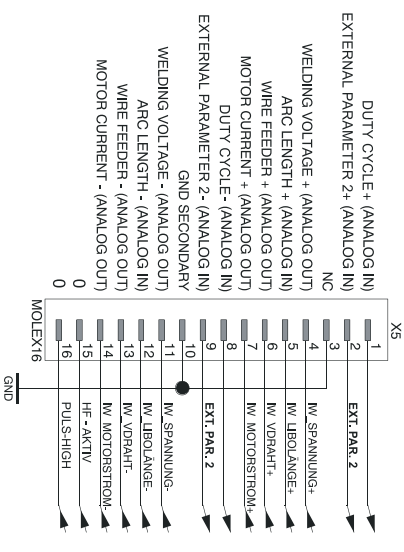 X5
DUTY CYCLE + (ANALOG IN) 1
EXTERNAL PARAMETER 2+ (ANALOG IN) 2 EXT. PAR. 2
NC 3
WELDING VOLTAGE + (ANALOG OUT) 4 IW_SPANNUNG+
ARC LENGTH + (ANALOG IN) 5 IW_LIBOLÄNGE+
WIRE FEEDER + (ANALOG OUT) 6 IW_VDRAHT+
MOTOR CURRENT + (ANALOG OUT) 7 IW_MOTORSTROM+
DUTY CYCLE- (ANALOG IN) 8
EXTERNAL PARAMETER 2- (ANALOG IN) 9 EXT. PAR. 2
GND SECONDARY 10
WELDING VOLTAGE - (ANALOG OUT) 11 IW_SPANNUNG-
ARC LENGTH - (ANALOG IN) 12 IW_LIBOLÄNGE-
WIRE FEEDER - (ANALOG OUT) 13 IW_VDRAHT-
MOTOR CURRENT - (ANALOG OUT) 14 IW_MOTORSTROM-
0 15 HF-AKTIV
0 16 PULS-HIGH
MOLEX16
GND